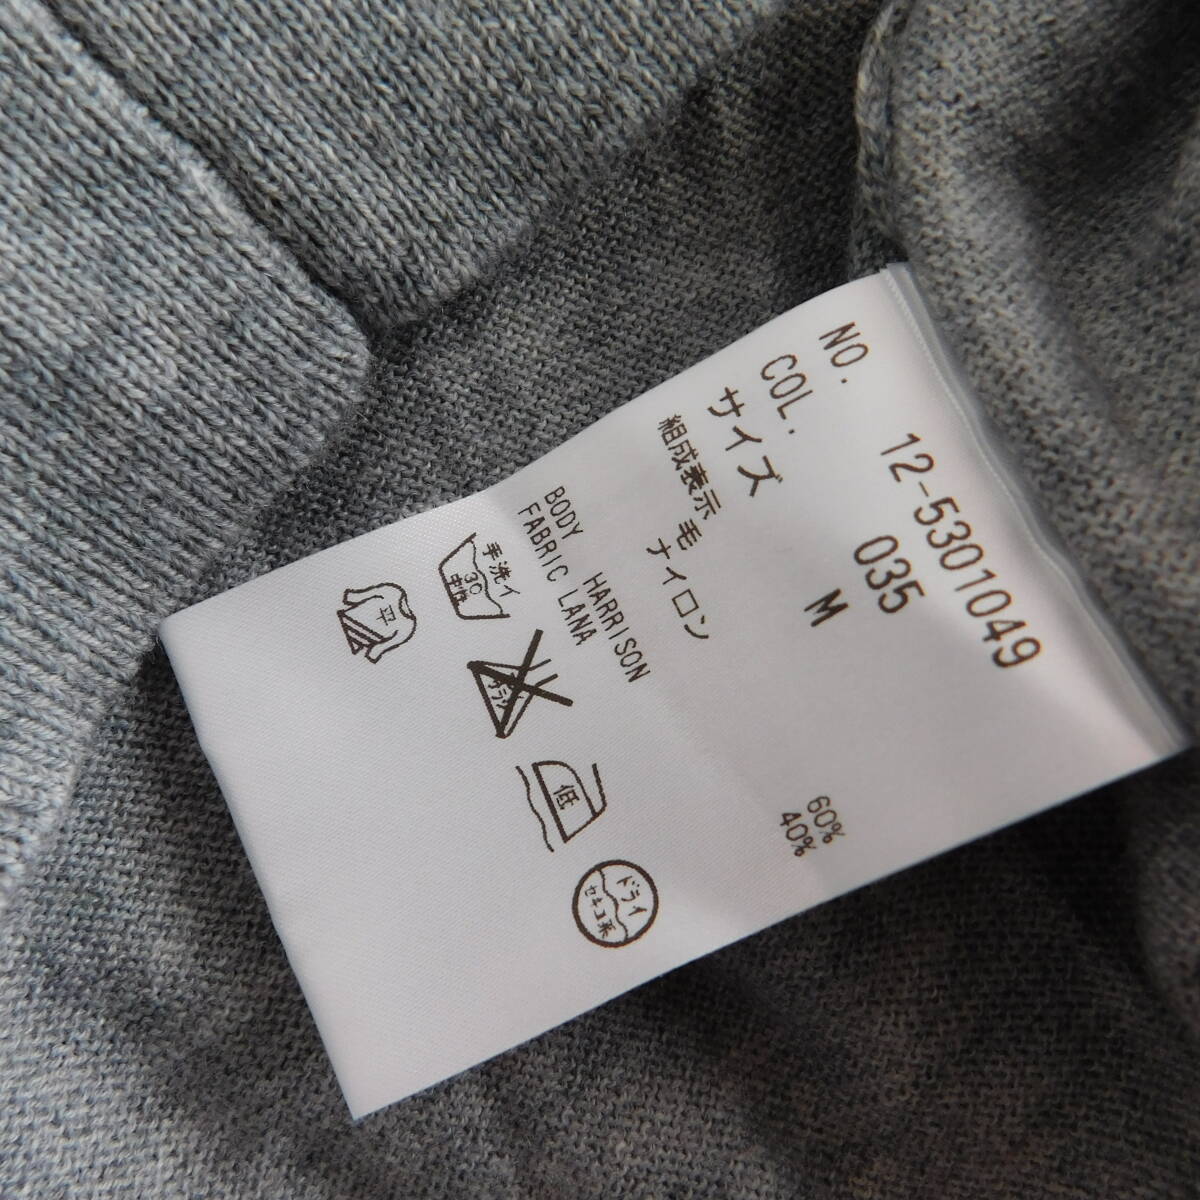 NO. 12-5301049
COL. 035
サイズ M
組成表示 毛 60%
ナイロン 40%
BODY HARRISON
FABRIC LANA
手洗イ
30
中性
低
ドライ
セキユ系
平